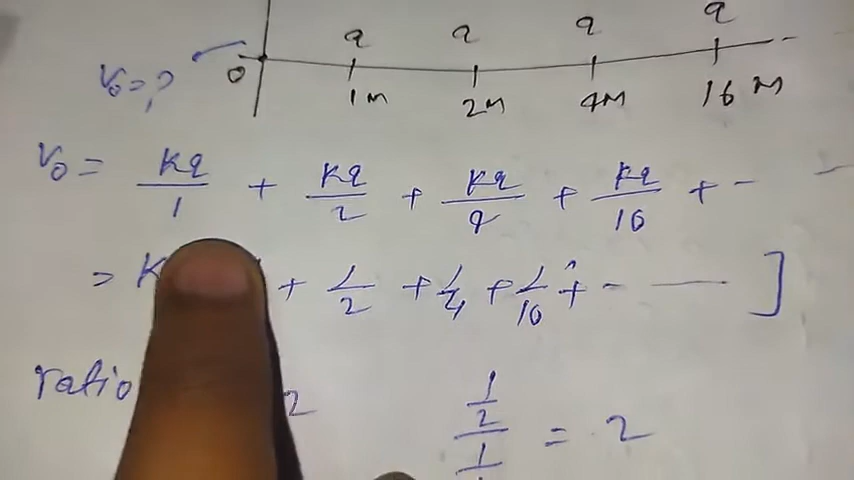 q q q q
V₀=? 0 1M 2M 4M 16 M
V₀ = Kq/1 + Kq/2 + Kq/4 + Kq/16 + - -
= K + 1/2 + 1/4 + 1/16 + - — ]
ratio 2 1/2 / 1 = 2